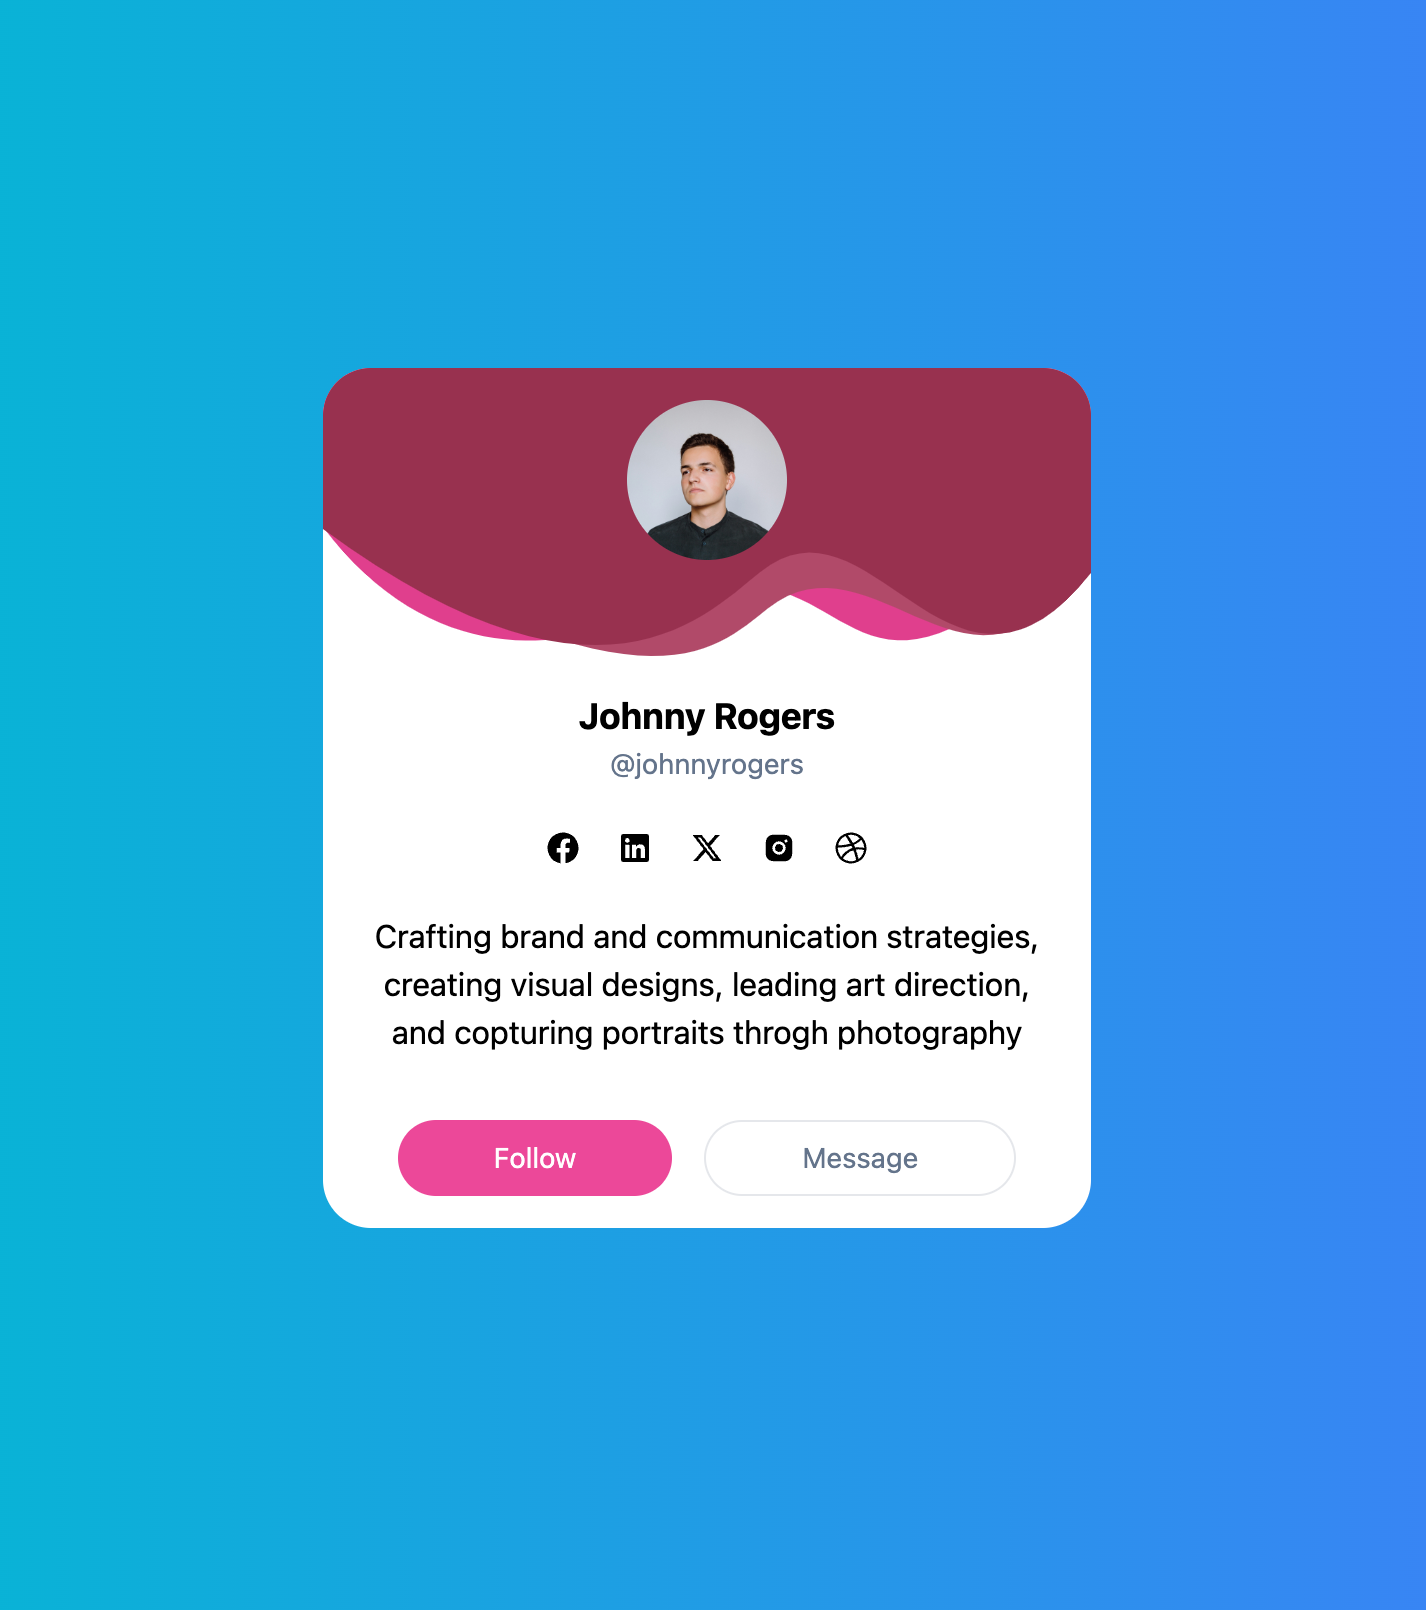 Johnny Rogers
@johnnyrogers
Crafting brand and communication strategies,
creating visual designs, leading art direction,
and copturing portraits throgh photography
Follow
Message